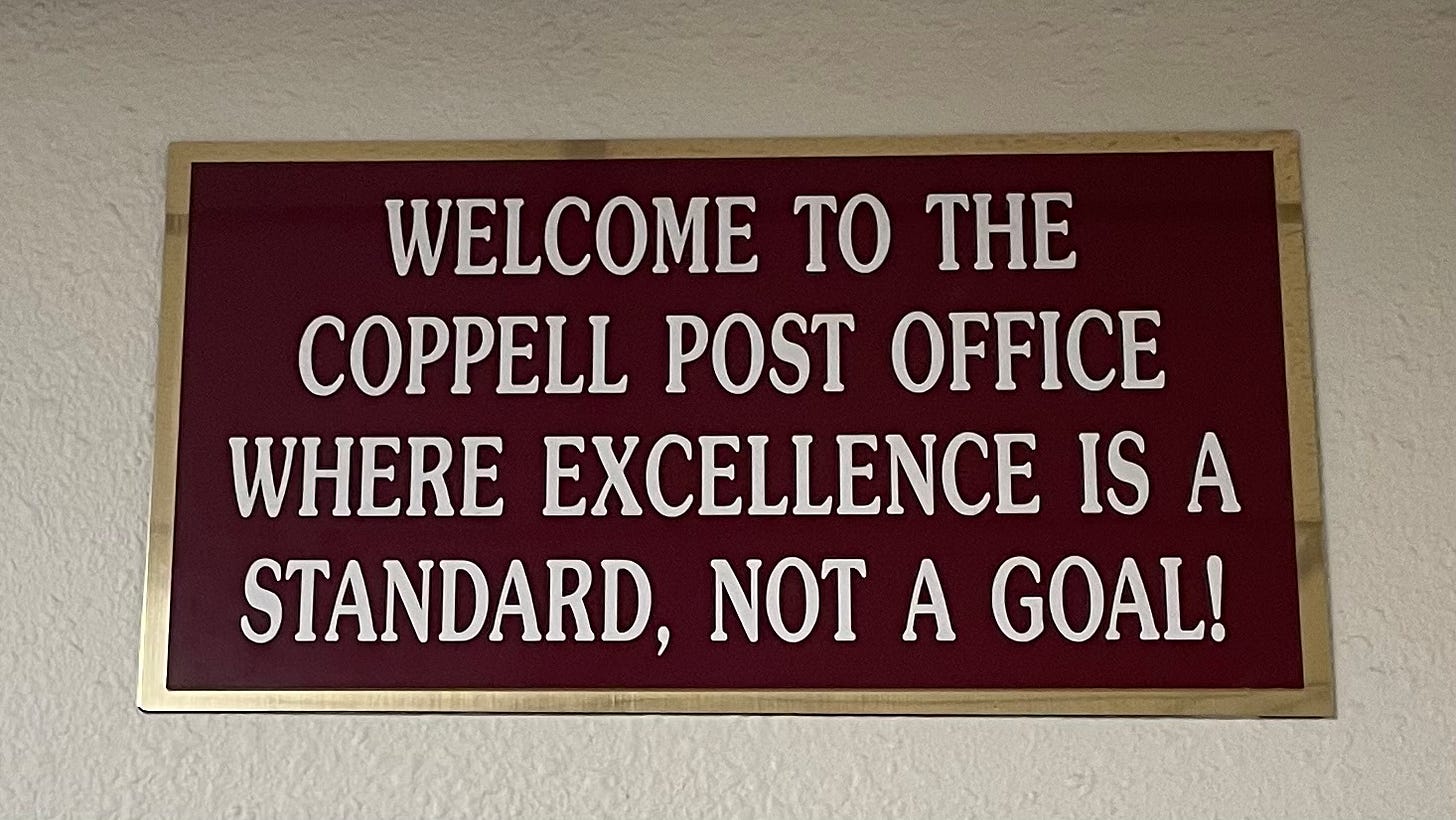 WELCOME TO THE
COPPELL POST OFFICE
WHERE EXCELLENCE IS A
STANDARD, NOT A GOAL!